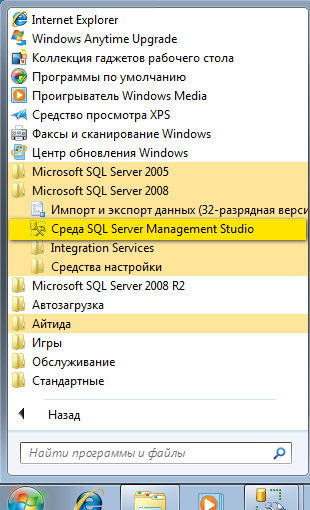 Internet Explorer
Windows Anytime Upgrade
Коллекция гаджетов рабочего стола
Программы по умолчанию
Проигрыватель Windows Media
Средство просмотра XPS
Факсы и сканирование Windows
Центр обновления Windows
Microsoft SQL Server 2005
Microsoft SQL Server 2008
Импорт и экспорт данных (32-разрядная верси
Среда SQL Server Management Studio
Integration Services
Средства настройки
Microsoft SQL Server 2008 R2
Автозагрузка
Айтида
Игры
Обслуживание
Стандартные
Назад
Найти программы и файлы